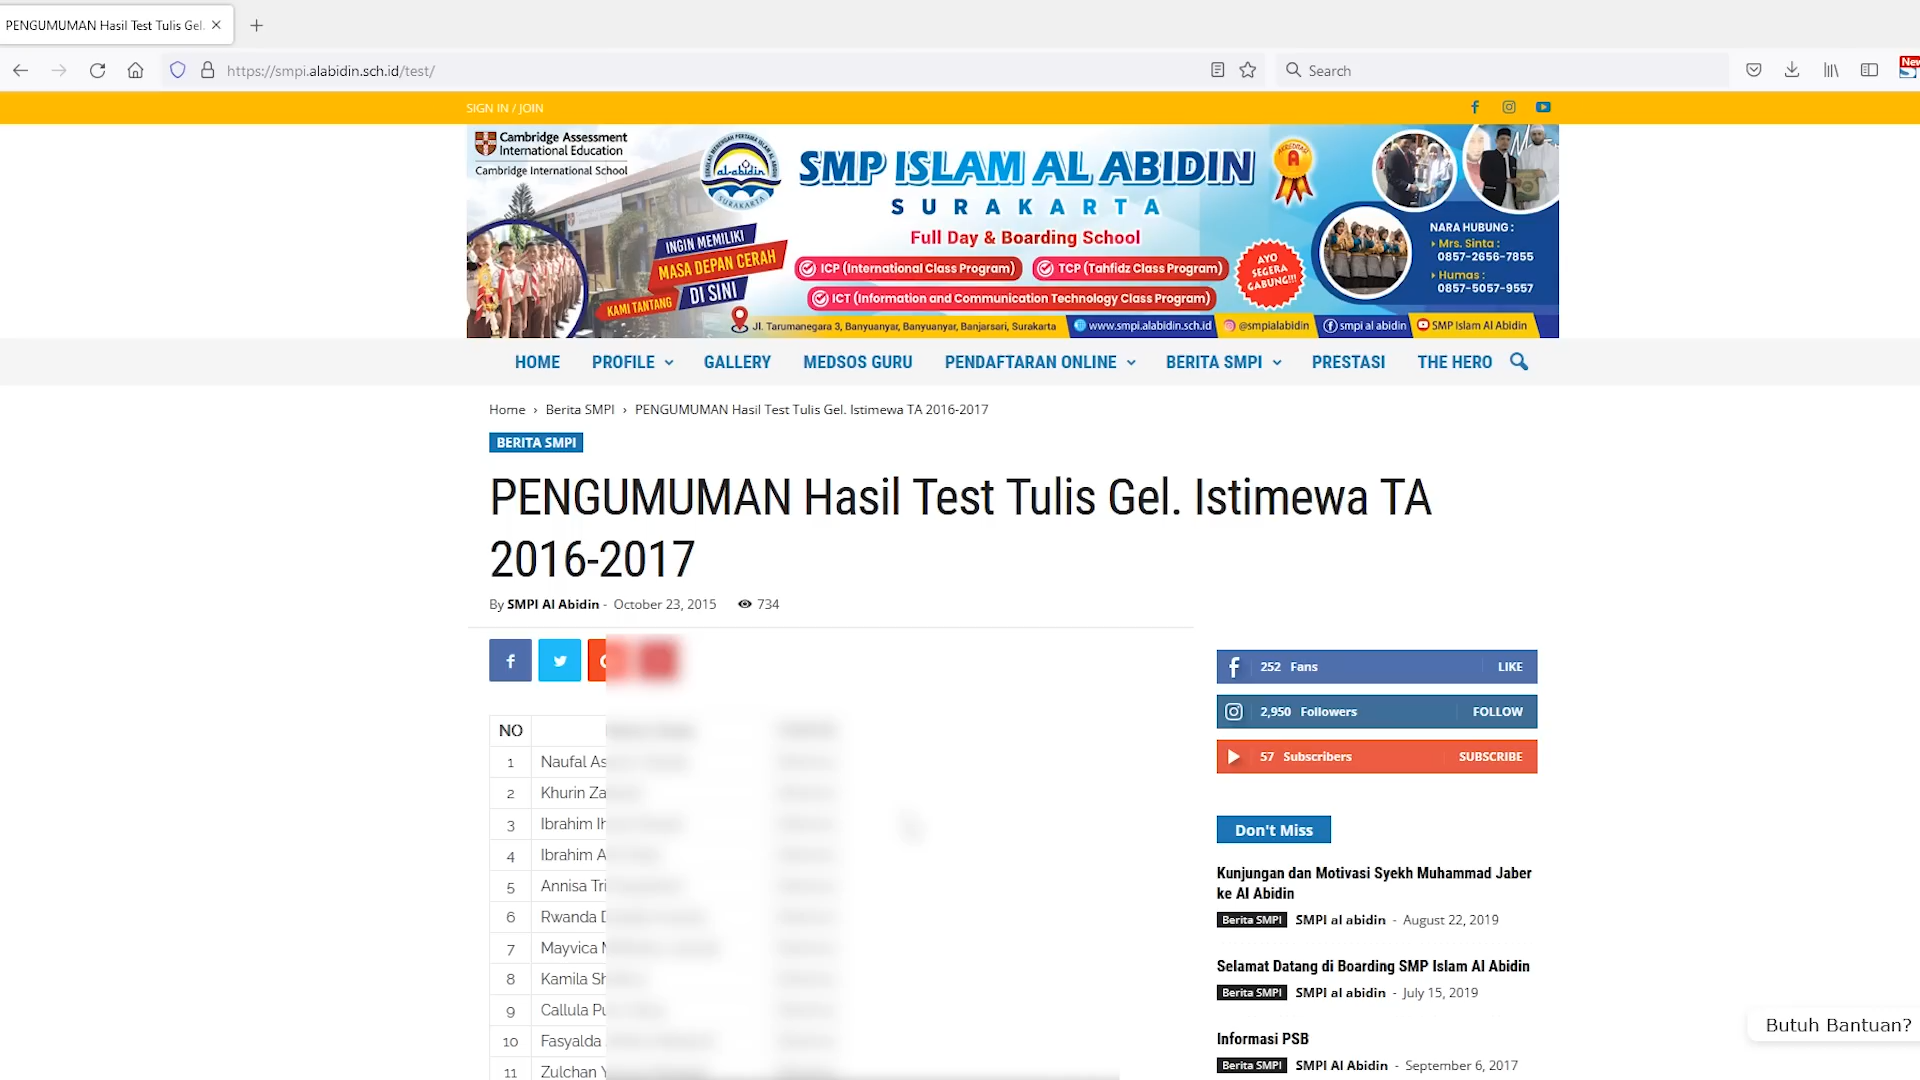 PENGUMUMAN Hasil Test Tulis Gel.
https://smpi.alabidin.sch.id/test/
Search
New
SIGN IN / JOIN
Cambridge Assessment
International Education
Cambridge International School
al-abidin
SURAKARTA
SMP ISLAM AL ABIDIN
SURAKARTA
Full Day & Boarding School
INGIN MEMILIKI
MASA DEPAN CERAH
DI SINI
KAMI TANTANG
ICP (International Class Program)
TCP (Tahfidz Class Program)
ICT (Information and Communication Technology Class Program)
AKREDITASI
A
AYO
SEGERA
GABUNG!!!
NARA HUBUNG :
Mrs. Sinta :
0857-2656-7855
Humas :
0857-5057-9557
Jl. Tarumanegara 3, Banyuanyar, Banyuanyar, Banjarsari, Surakarta
www.smpi.alabidin.sch.id
@smpialabidin
smpi al abidin
SMP Islam Al Abidin
HOME PROFILE GALLERY MEDSOS GURU PENDAFTARAN ONLINE BERITA SMPI PRESTASI THE HERO
Home › Berita SMPI › PENGUMUMAN Hasil Test Tulis Gel. Istimewa TA 2016-2017
BERITA SMPI
PENGUMUMAN Hasil Test Tulis Gel. Istimewa TA
2016-2017
By SMPI Al Abidin - October 23, 2015 734
NO
1 Naufal As
2 Khurin Za
3 Ibrahim Ih
4 Ibrahim A
5 Annisa Tri
6 Rwanda D
7 Mayvica M
8 Kamila Sh
9 Callula Pu
10 Fasyalda
11 Zulchan Y
252 Fans LIKE
2,950 Followers FOLLOW
57 Subscribers SUBSCRIBE
Don't Miss
Kunjungan dan Motivasi Syekh Muhammad Jaber
ke Al Abidin
Berita SMPI SMPI al abidin - August 22, 2019
Selamat Datang di Boarding SMP Islam Al Abidin
Berita SMPI SMPI al abidin - July 15, 2019
Informasi PSB
Berita SMPI SMPI Al Abidin - September 6, 2017
Butuh Bantuan?